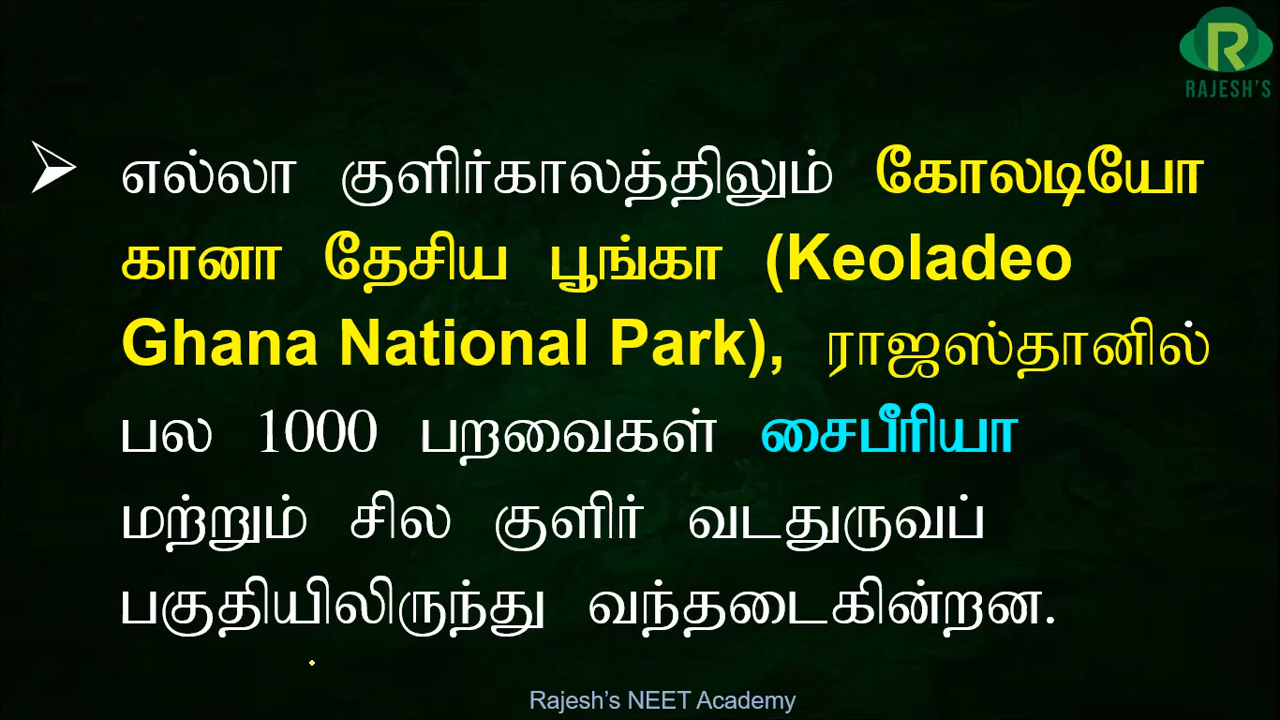 R
RAJESH'S
➢ எல்லா குளிர்காலத்திலும் கோலடியோ
கானா தேசிய பூங்கா (Keoladeo
Ghana National Park), ராஜஸ்தானில்
பல 1000 பறவைகள் சைபீரியா
மற்றும் சில குளிர் வடதுருவப்
பகுதியிலிருந்து வந்தடைகின்றன.
Rajesh's NEET Academy